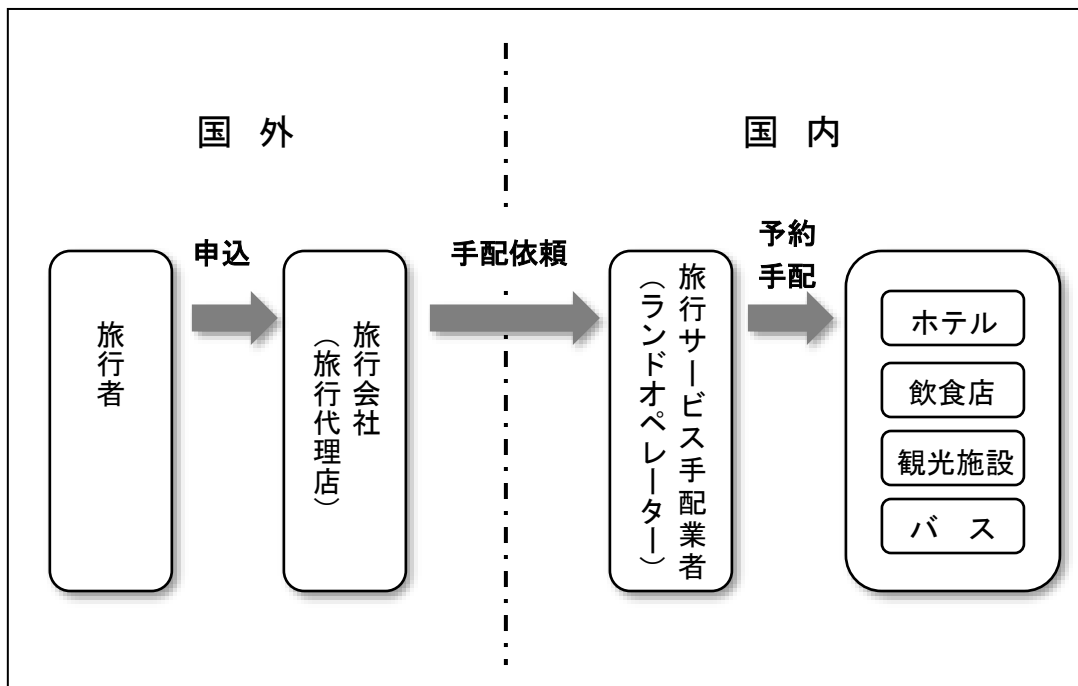 国 外
国 内
旅行者
申込
旅行会社
（旅行代理店）
手配依頼
旅行サービス手配業者
（ランドオペレーター）
予約
手配
ホテル
飲食店
観光施設
バ ス